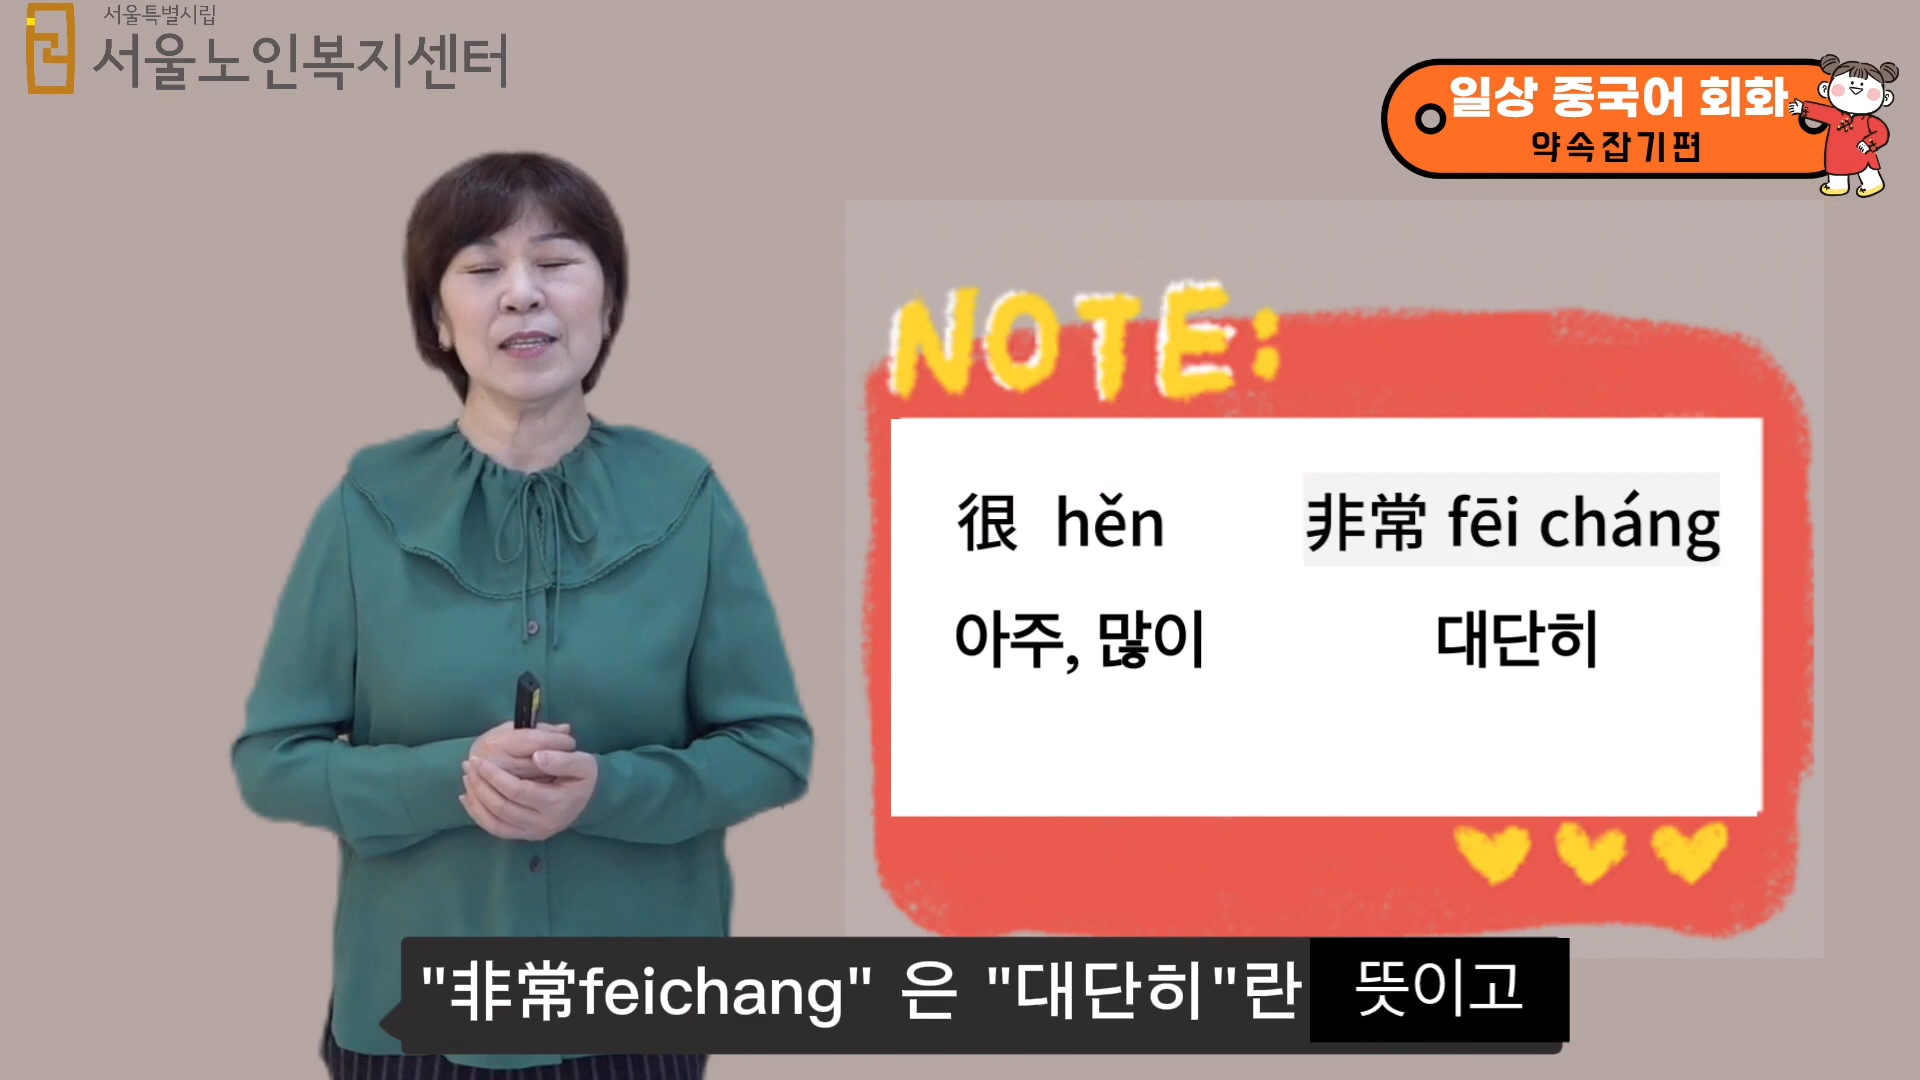 서울특별시립
서울노인복지센터
일상 중국어 회화
약속잡기편
NOTE:
很 hěn
非常 fēi cháng
아주, 많이
대단히
"非常feichang" 은 "대단히"란 뜻이고